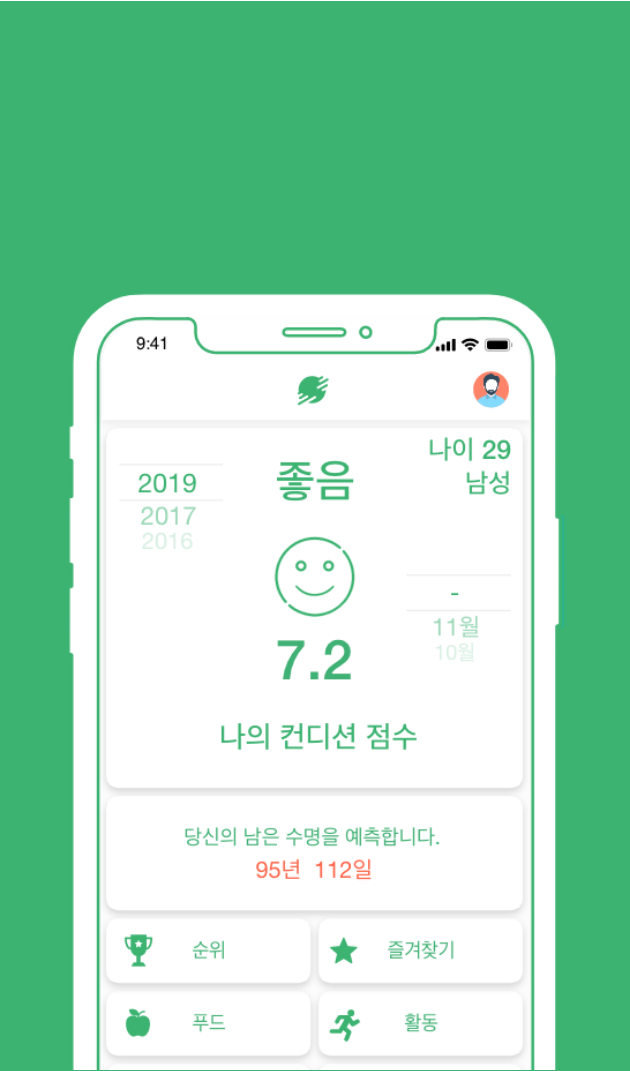 9:41
나이 29
남성
좋음
2019
2017
2016
-
11월
10월
7.2
나의 컨디션 점수
당신의 남은 수명을 예측합니다.
95년 112일
순위
즐겨찾기
푸드
활동